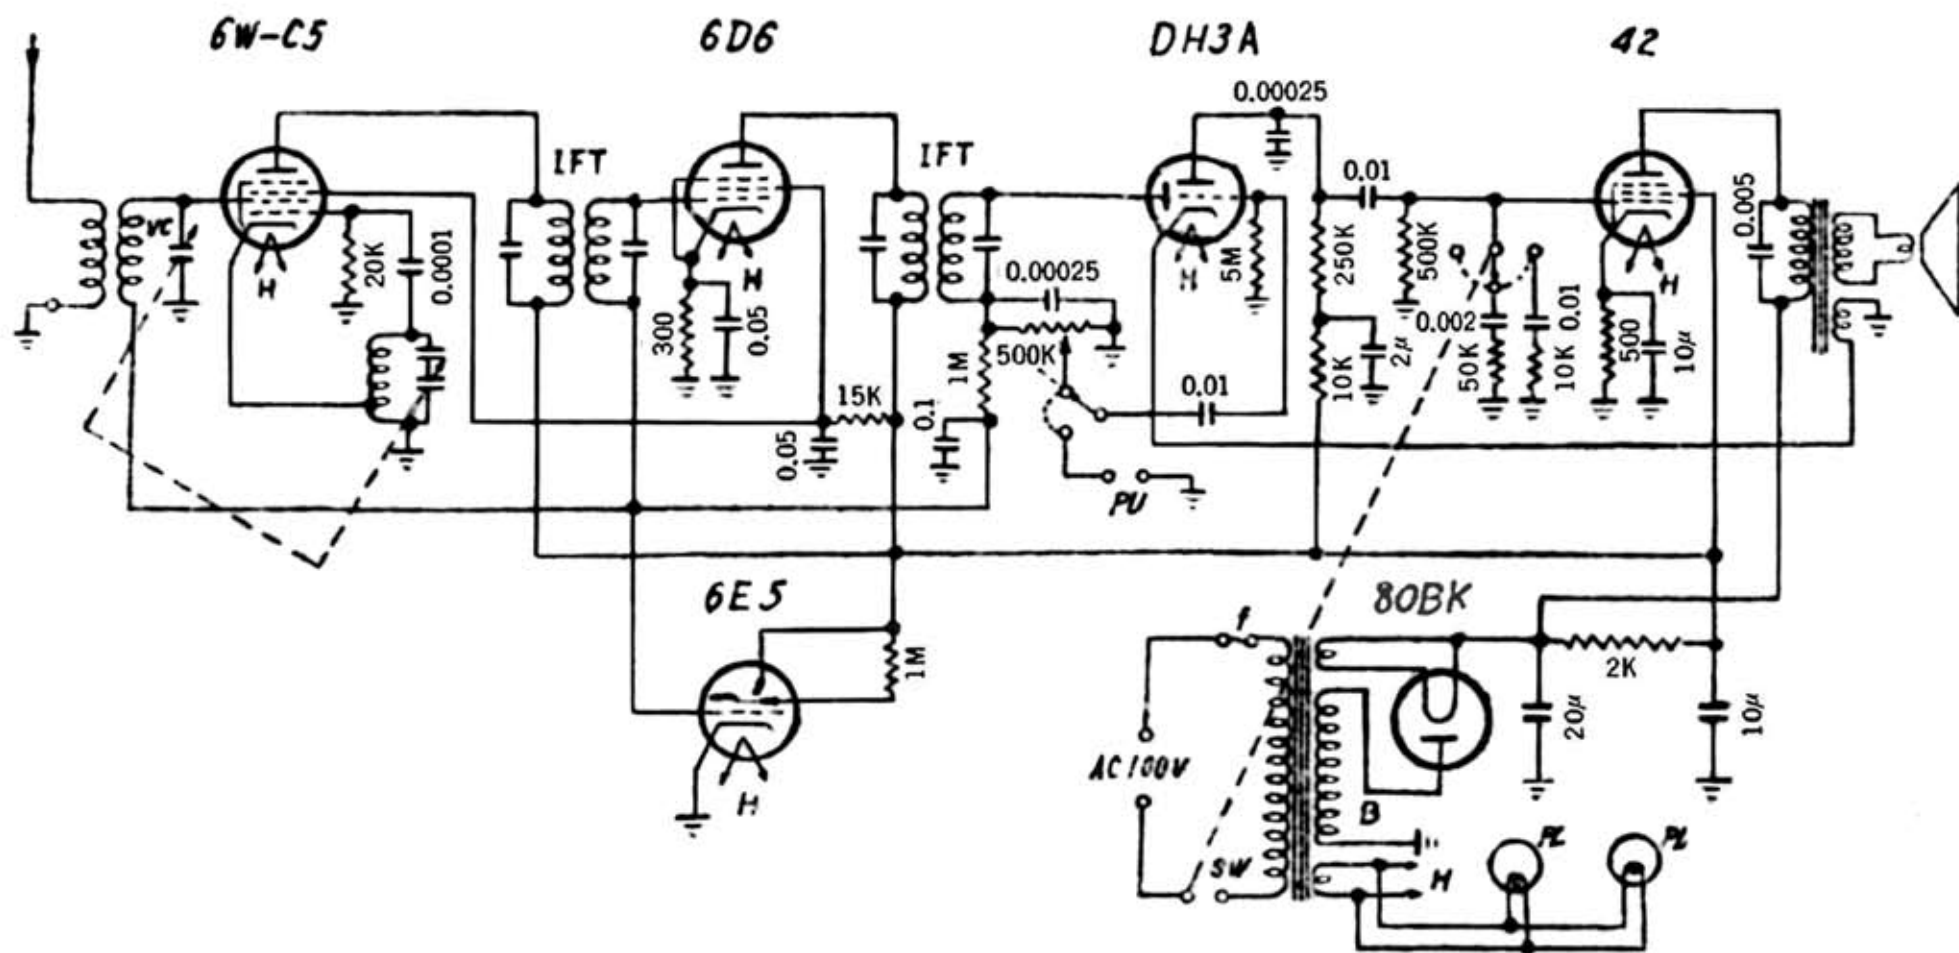 6W-C5
6D6
DH3A
42
0.00025
IFT
IFT
0.01
0.005
VC
H
20K
0.0001
H
300
0.05
0.00025
500K
1M
H
5M
250K
500K
0.002
0.01
50K
10K
H
500
10μ
10K
2μ
15K
0.05
0.1
0.01
PU
6E5
1M
H
80BK
f
AC100V
SW
B
H
2K
20μ
10μ
PL
PL